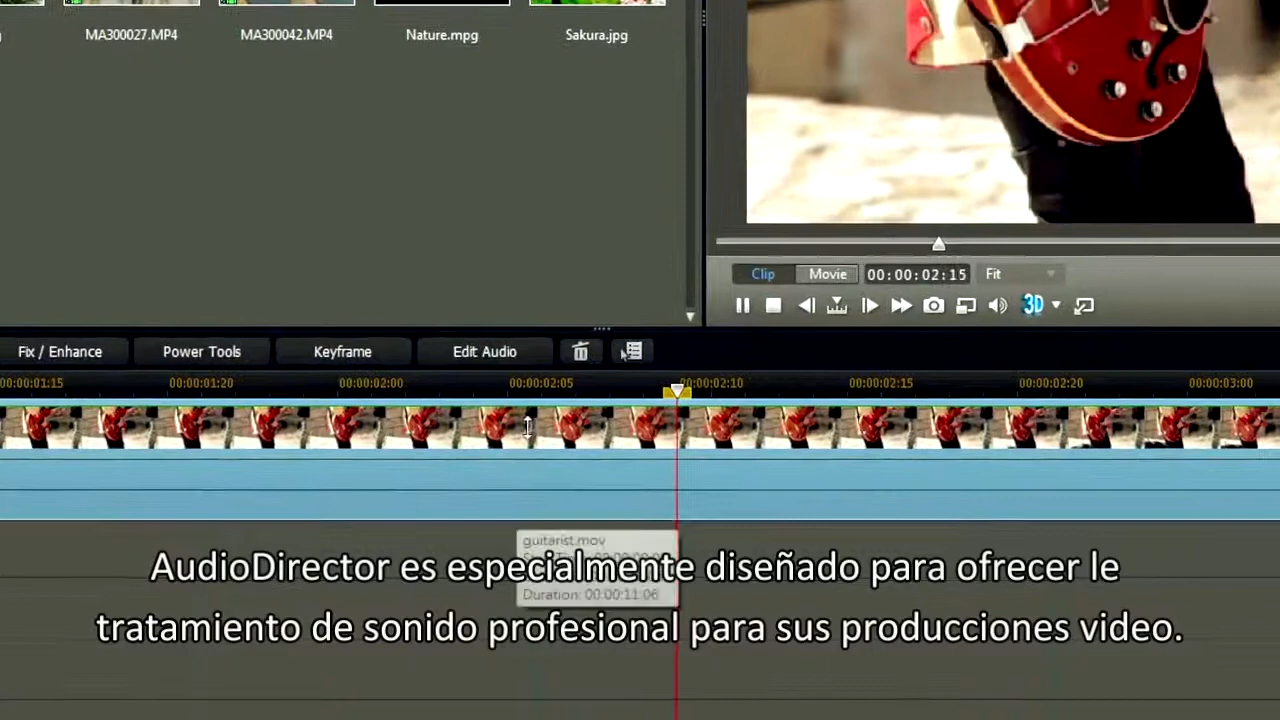 MA300027.MP4
MA300042.MP4
Nature.mpg
Sakura.jpg
Clip
Movie
00:00:02:15
Fit
3D
Fix / Enhance
Power Tools
Keyframe
Edit Audio
00:00:01:15
00:00:01:20
00:00:02:00
00:00:02:05
00:00:02:10
00:00:02:15
00:00:02:20
00:00:03:00
guitarist.mov
Duration: 00:00:11:06
AudioDirector es especialmente diseñado para ofrecer le
tratamiento de sonido profesional para sus producciones video.